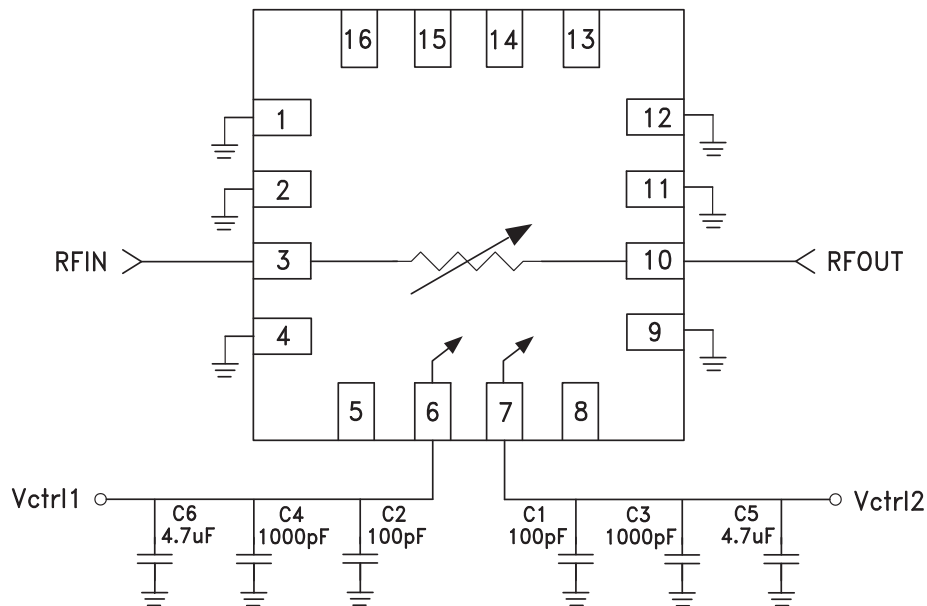 16 15 14 13
1 12
2 11
RFIN 3 10 RFOUT
4 9
5 6 7 8
Vctrl1 Vctrl2
C6 C4 C2 C1 C3 C5
4.7uF 1000pF 100pF 100pF 1000pF 4.7uF